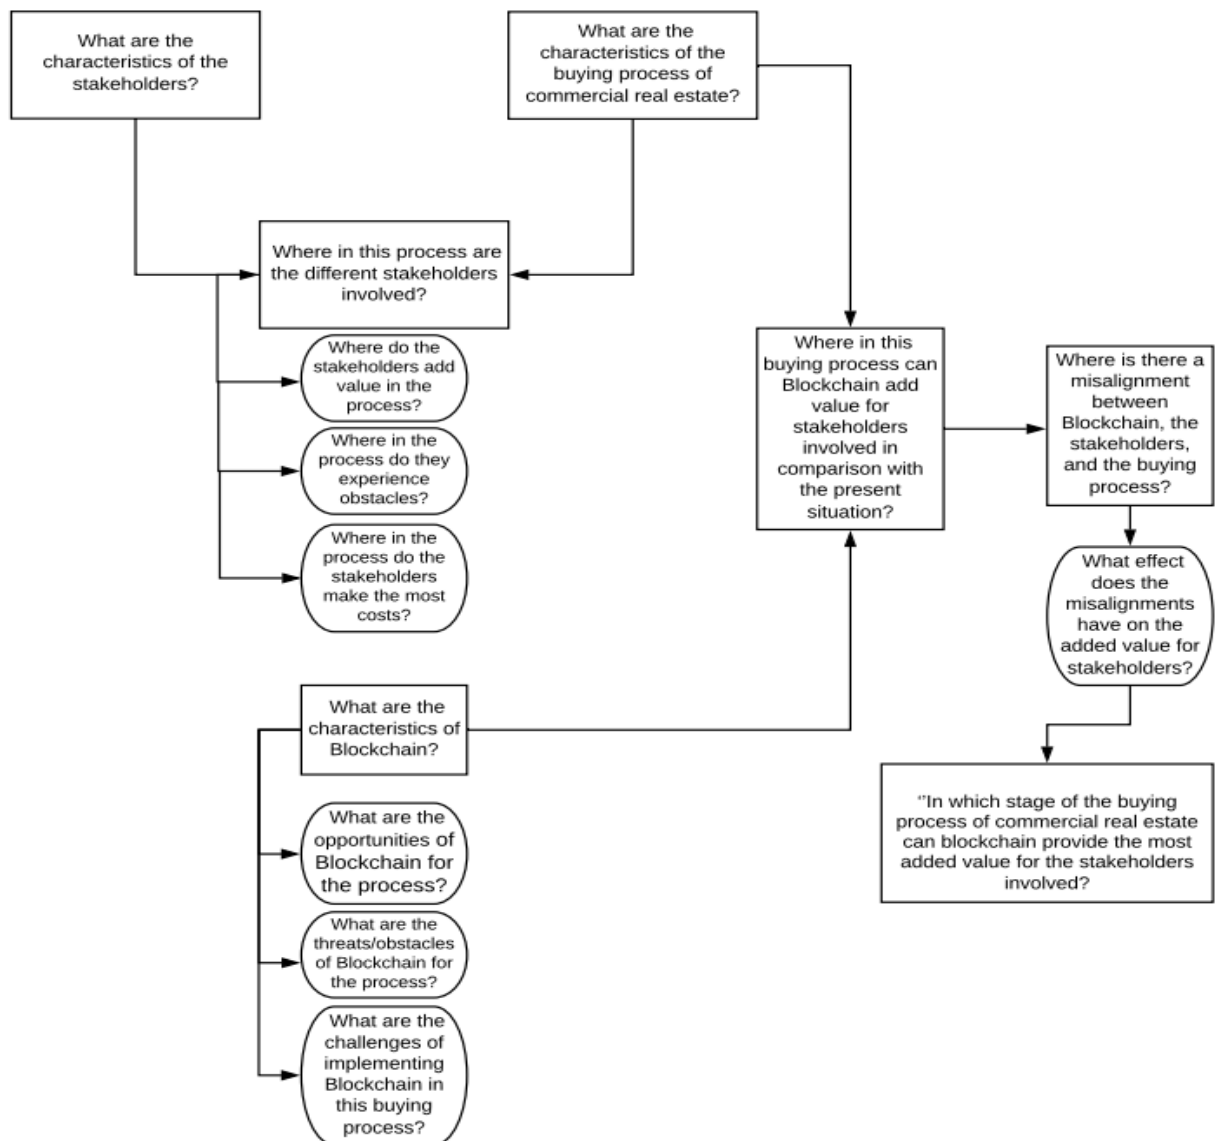 What are the
characteristics of the
stakeholders?
What are the
characteristics of the
buying process of
commercial real estate?
Where in this process are
the different stakeholders
involved?
Where do the
stakeholders add
value in the
process?
Where in the
process do they
experience
obstacles?
Where in the
process do the
stakeholders
make the most
costs?
Where in this
buying process can
Blockchain add
value for
stakeholders
involved in
comparison with
the present
situation?
Where is there a
misalignment
between
Blockchain, the
stakeholders,
and the buying
process?
What effect
does the
misalignments
have on the
added value for
stakeholders?
What are the
characteristics of
Blockchain?
What are the
opportunities of
Blockchain for
the process?
What are the
threats/obstacles
of Blockchain for
the process?
What are the
challenges of
implementing
Blockchain in
this buying
process?
‘'In which stage of the buying
process of commercial real estate
can blockchain provide the most
added value for the stakeholders
involved?